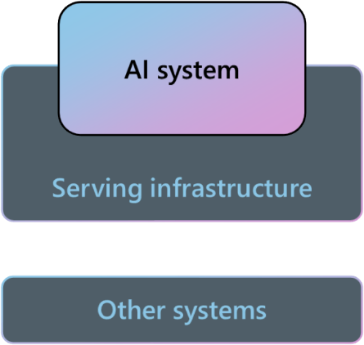 AI system
Serving infrastructure
Other systems